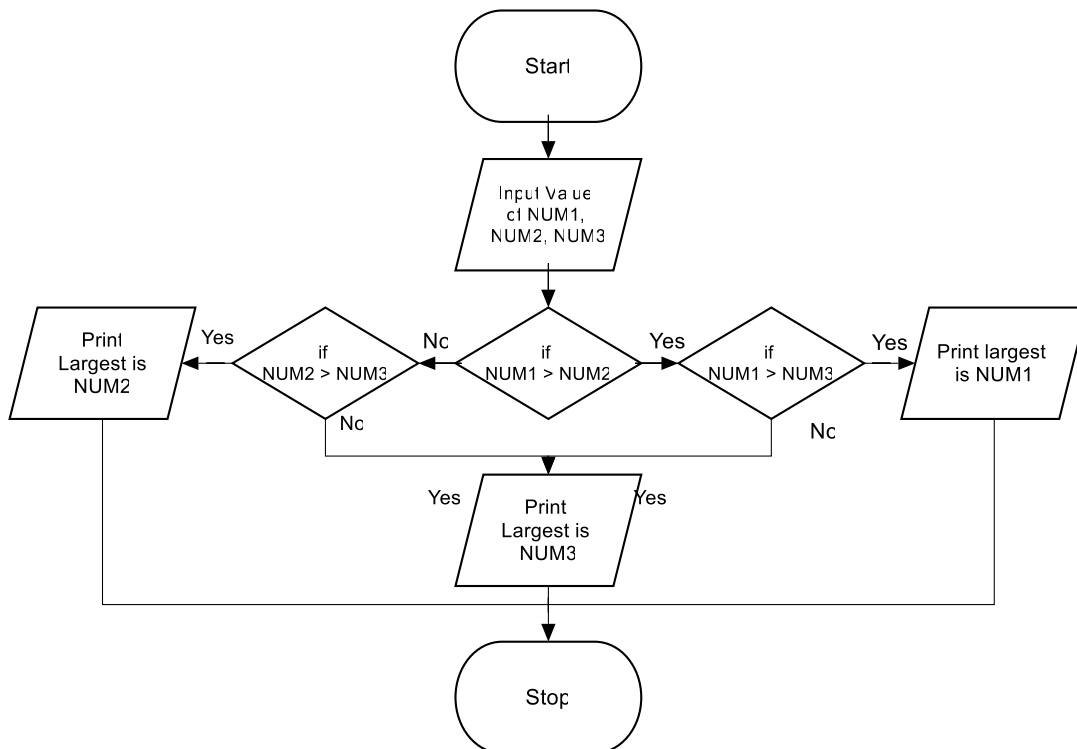 Start
Input Value
of NUM1,
NUM2, NUM3
Print
Largest is
NUM2
Yes
if
NUM2 > NUM3
No
if
NUM1 > NUM2
Yes
if
NUM1 > NUM3
Yes
Print largest
is NUM1
No
No
Yes
Print
Largest is
NUM3
Yes
Stop